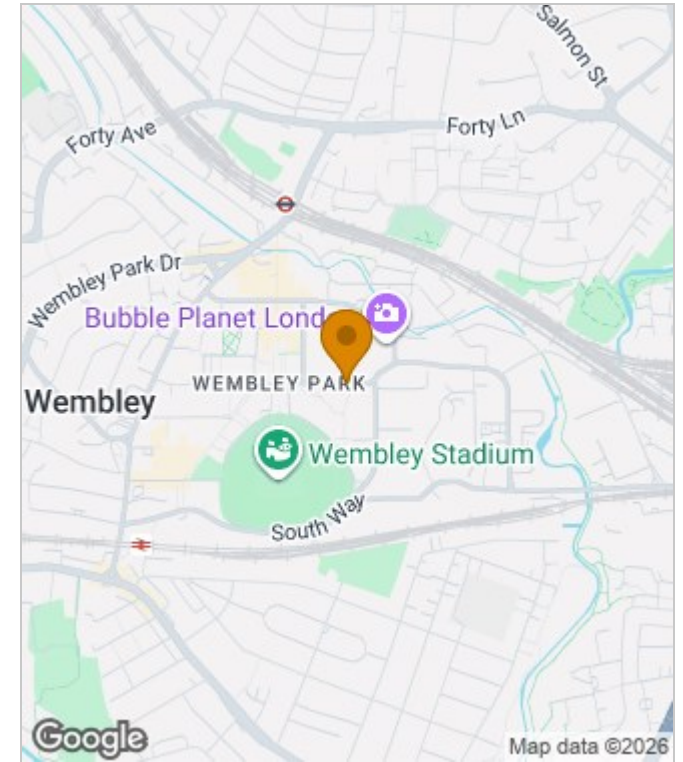 Salmon St
Forty Ave
Forty Ln
Wembley Park Dr
Bubble Planet Lond
WEMBLEY PARK
Wembley
Wembley Stadium
South Way
Google
Map data ©2026